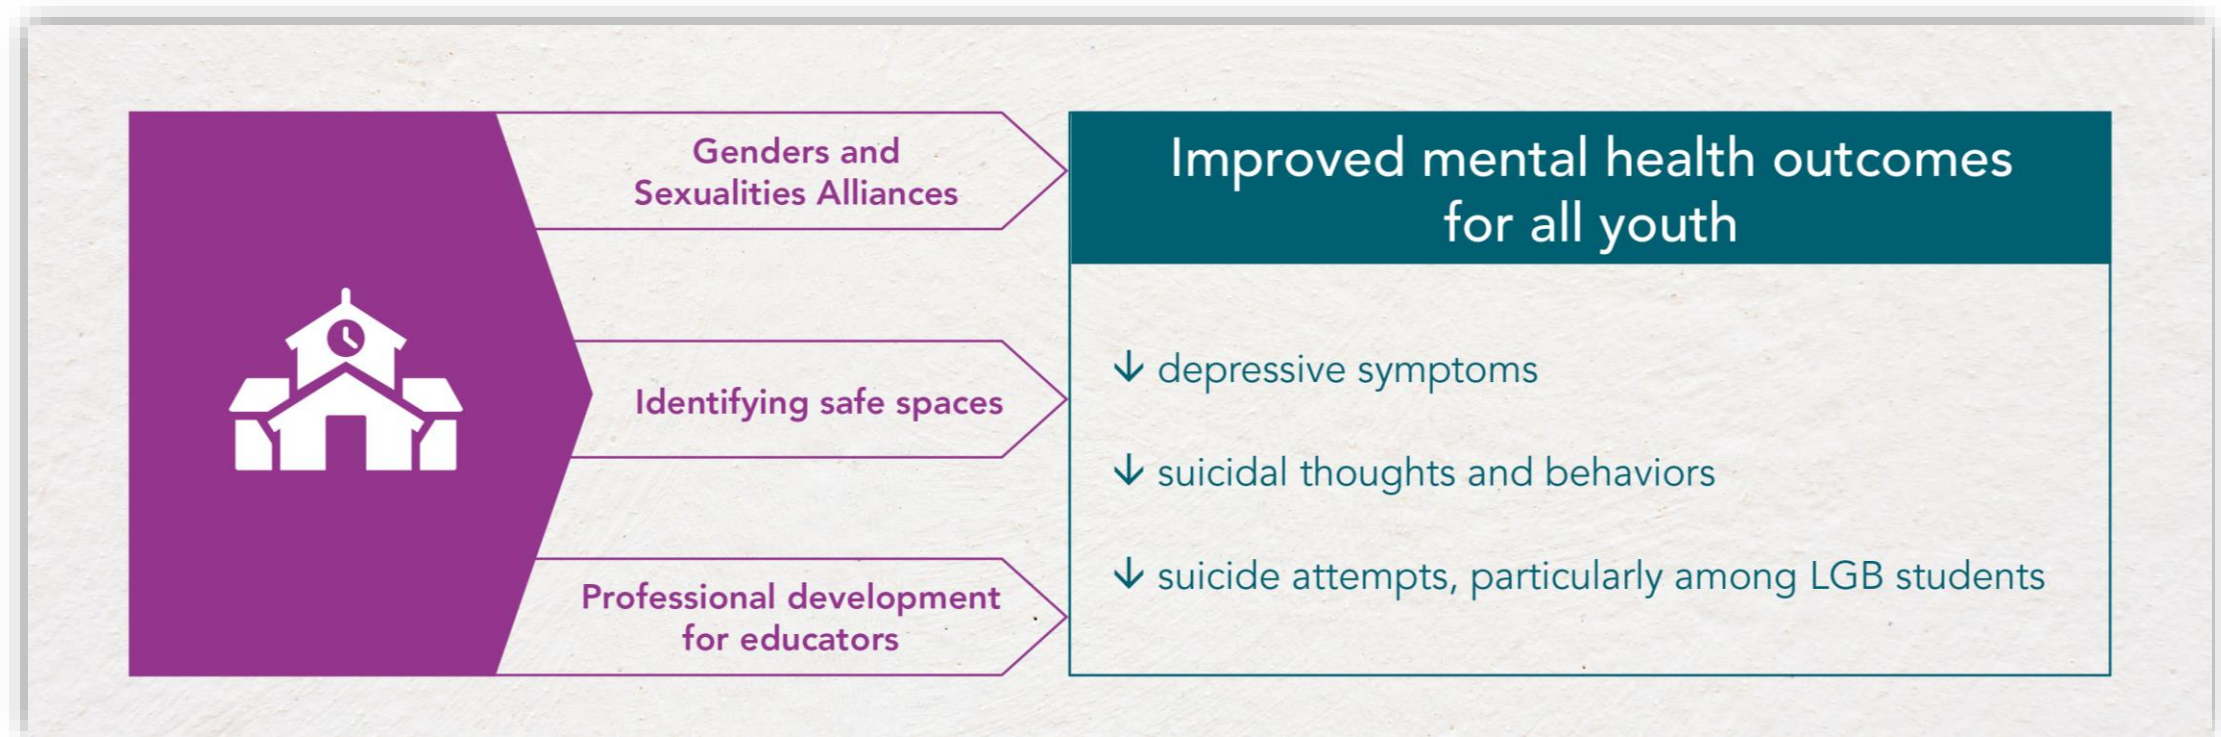 Genders and
Sexualities Alliances
Identifying safe spaces
Professional development
for educators
Improved mental health outcomes
for all youth
↓ depressive symptoms
↓ suicidal thoughts and behaviors
↓ suicide attempts, particularly among LGB students